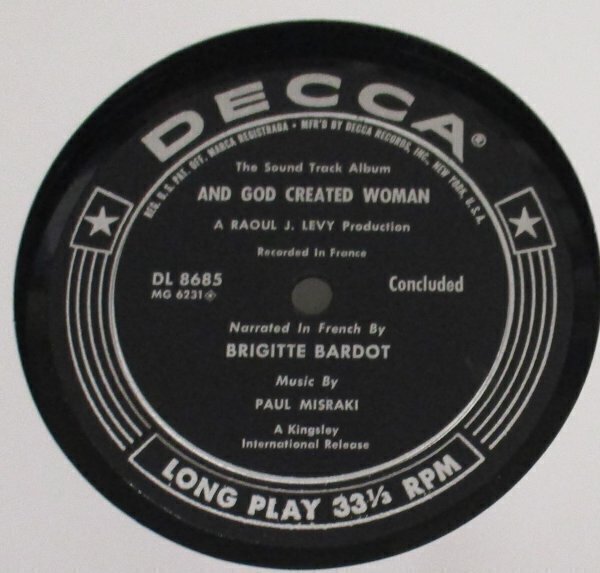 DECCA®
REG. U.S. PAT. OFF. MARCA REGISTRADA • MFR'D BY DECCA RECORDS, INC., NEW YORK, U.S.A.
The Sound Track Album
AND GOD CREATED WOMAN
A RAOUL J. LEVY Production
Recorded In France
DL 8685
MG 6231
Concluded
Narrated In French By
BRIGITTE BARDOT
Music By
PAUL MISRAKI
A Kingsley
International Release
LONG PLAY 33⅓ RPM